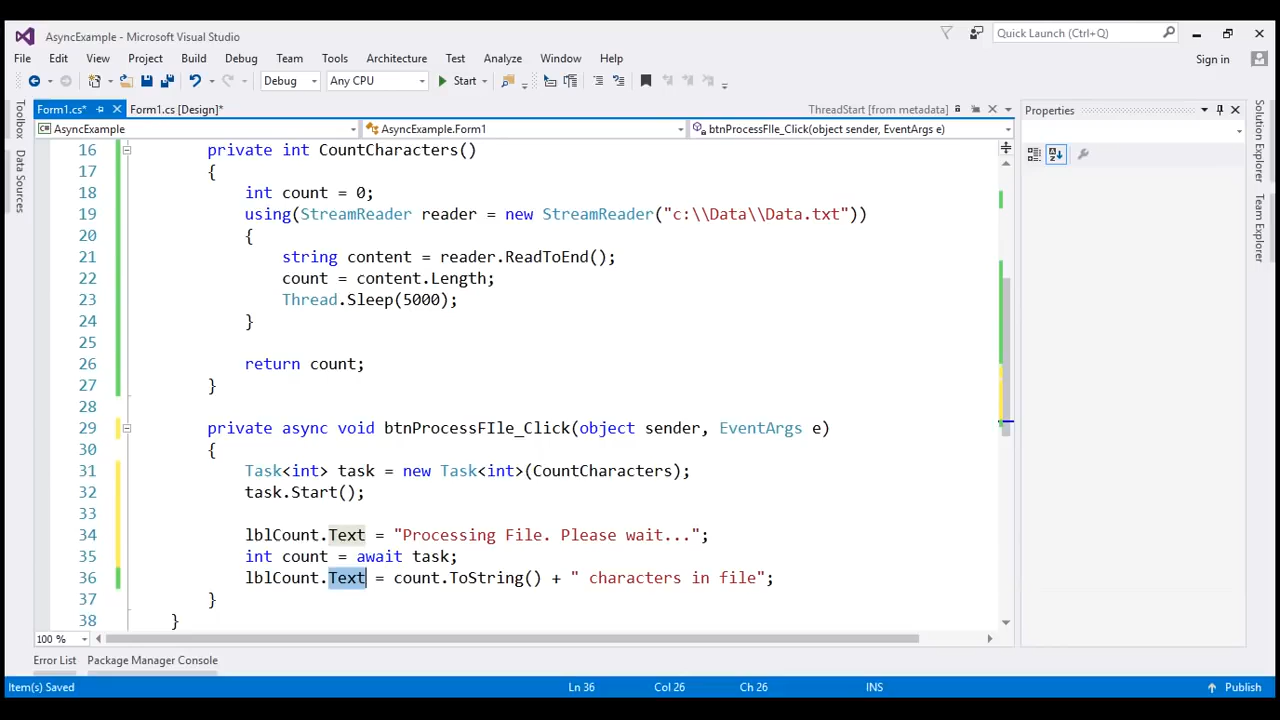 AsyncExample - Microsoft Visual Studio
Quick Launch (Ctrl+Q)
File Edit View Project Build Debug Team Tools Architecture Test Analyze Window Help
Sign in
Debug Any CPU Start
Toolbox
Data Sources
Form1.cs* Form1.cs [Design]* ThreadStart [from metadata]
AsyncExample AsyncExample.Form1 btnProcessFIle_Click(object sender, EventArgs e)
16 private int CountCharacters()
17 {
18 int count = 0;
19 using(StreamReader reader = new StreamReader("c:\\Data\\Data.txt"))
20 {
21 string content = reader.ReadToEnd();
22 count = content.Length;
23 Thread.Sleep(5000);
24 }
25
26 return count;
27 }
28
29 private async void btnProcessFIle_Click(object sender, EventArgs e)
30 {
31 Task<int> task = new Task<int>(CountCharacters);
32 task.Start();
33
34 lblCount.Text = "Processing File. Please wait...";
35 int count = await task;
36 lblCount.Text = count.ToString() + " characters in file";
37 }
38 }
100 %
Properties
Solution Explorer
Team Explorer
Error List Package Manager Console
Item(s) Saved Ln 36 Col 26 Ch 26 INS Publish